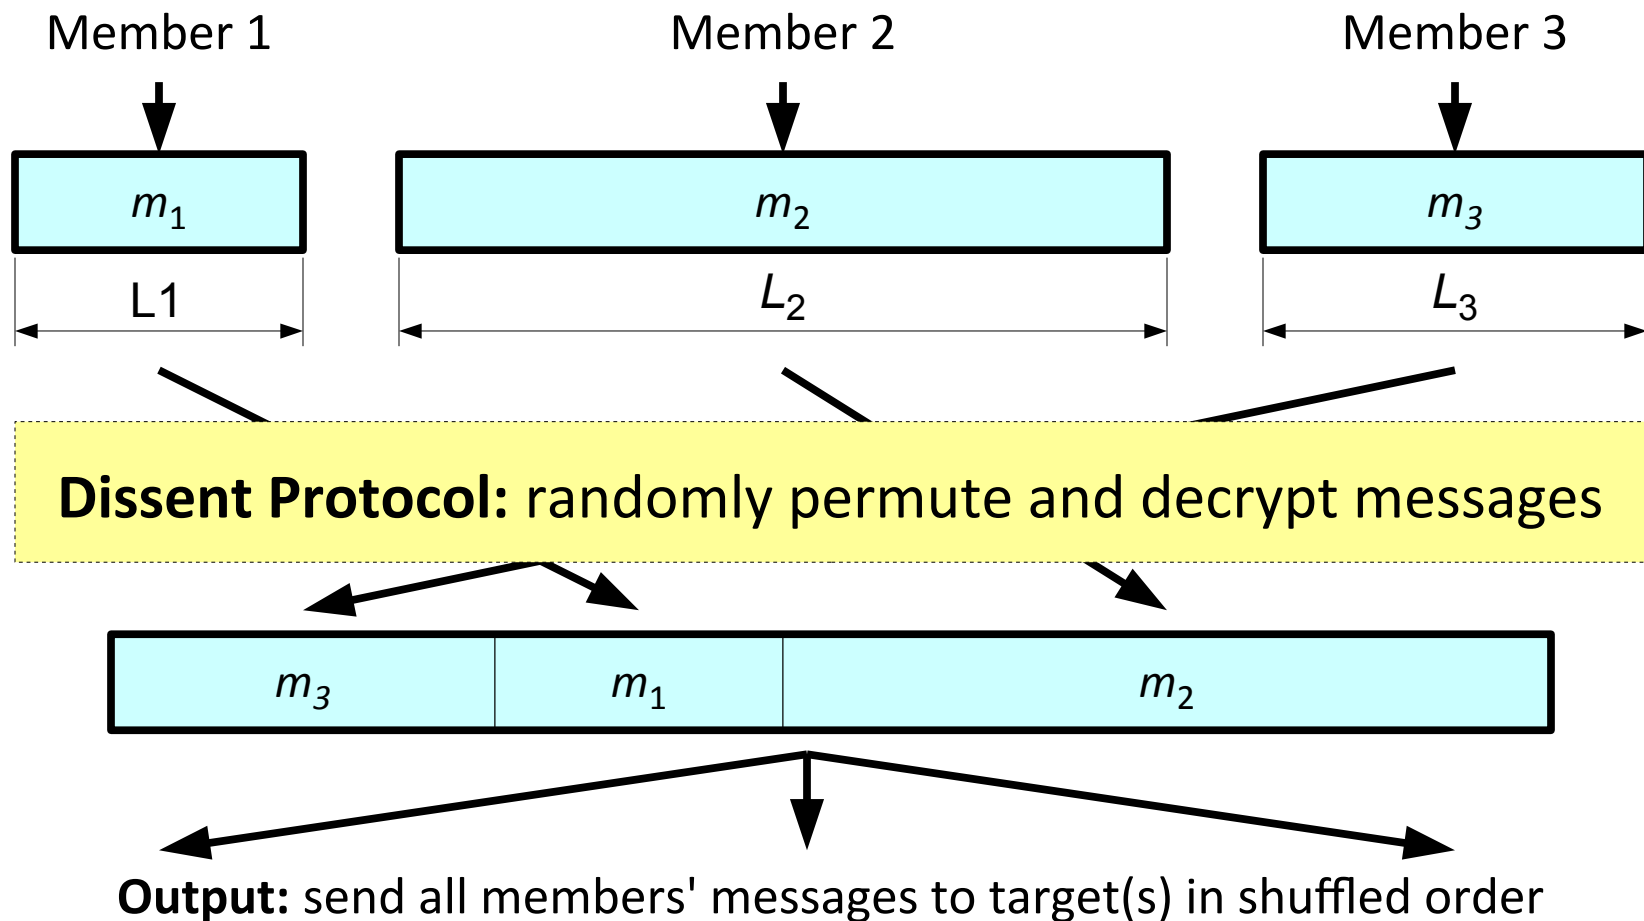 Member 1 Member 2 Member 3
m₁ m₂ m₃
L1 L₂ L₃
Dissent Protocol: randomly permute and decrypt messages
m₃ m₁ m₂
Output: send all members' messages to target(s) in shuffled order